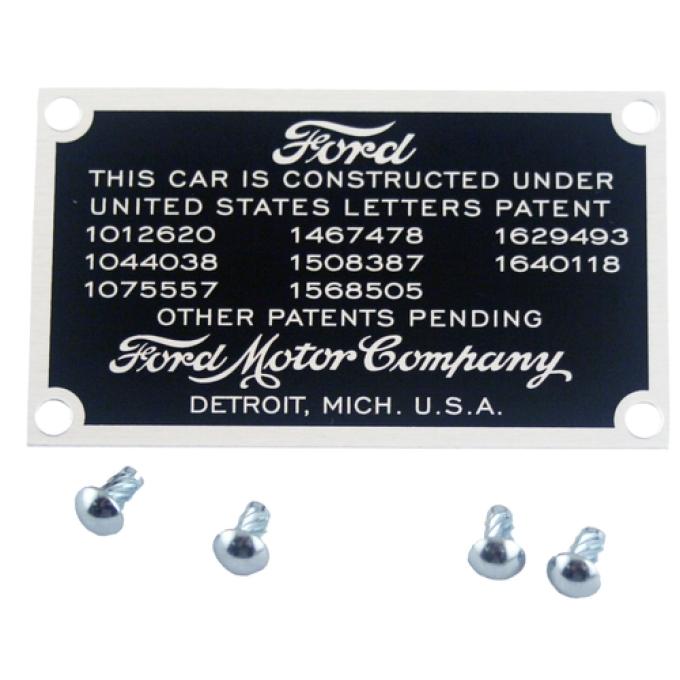 Ford
THIS CAR IS CONSTRUCTED UNDER
UNITED STATES LETTERS PATENT
1012620 1467478 1629493
1044038 1508387 1640118
1075557 1568505
OTHER PATENTS PENDING
Ford Motor Company
DETROIT, MICH. U.S.A.